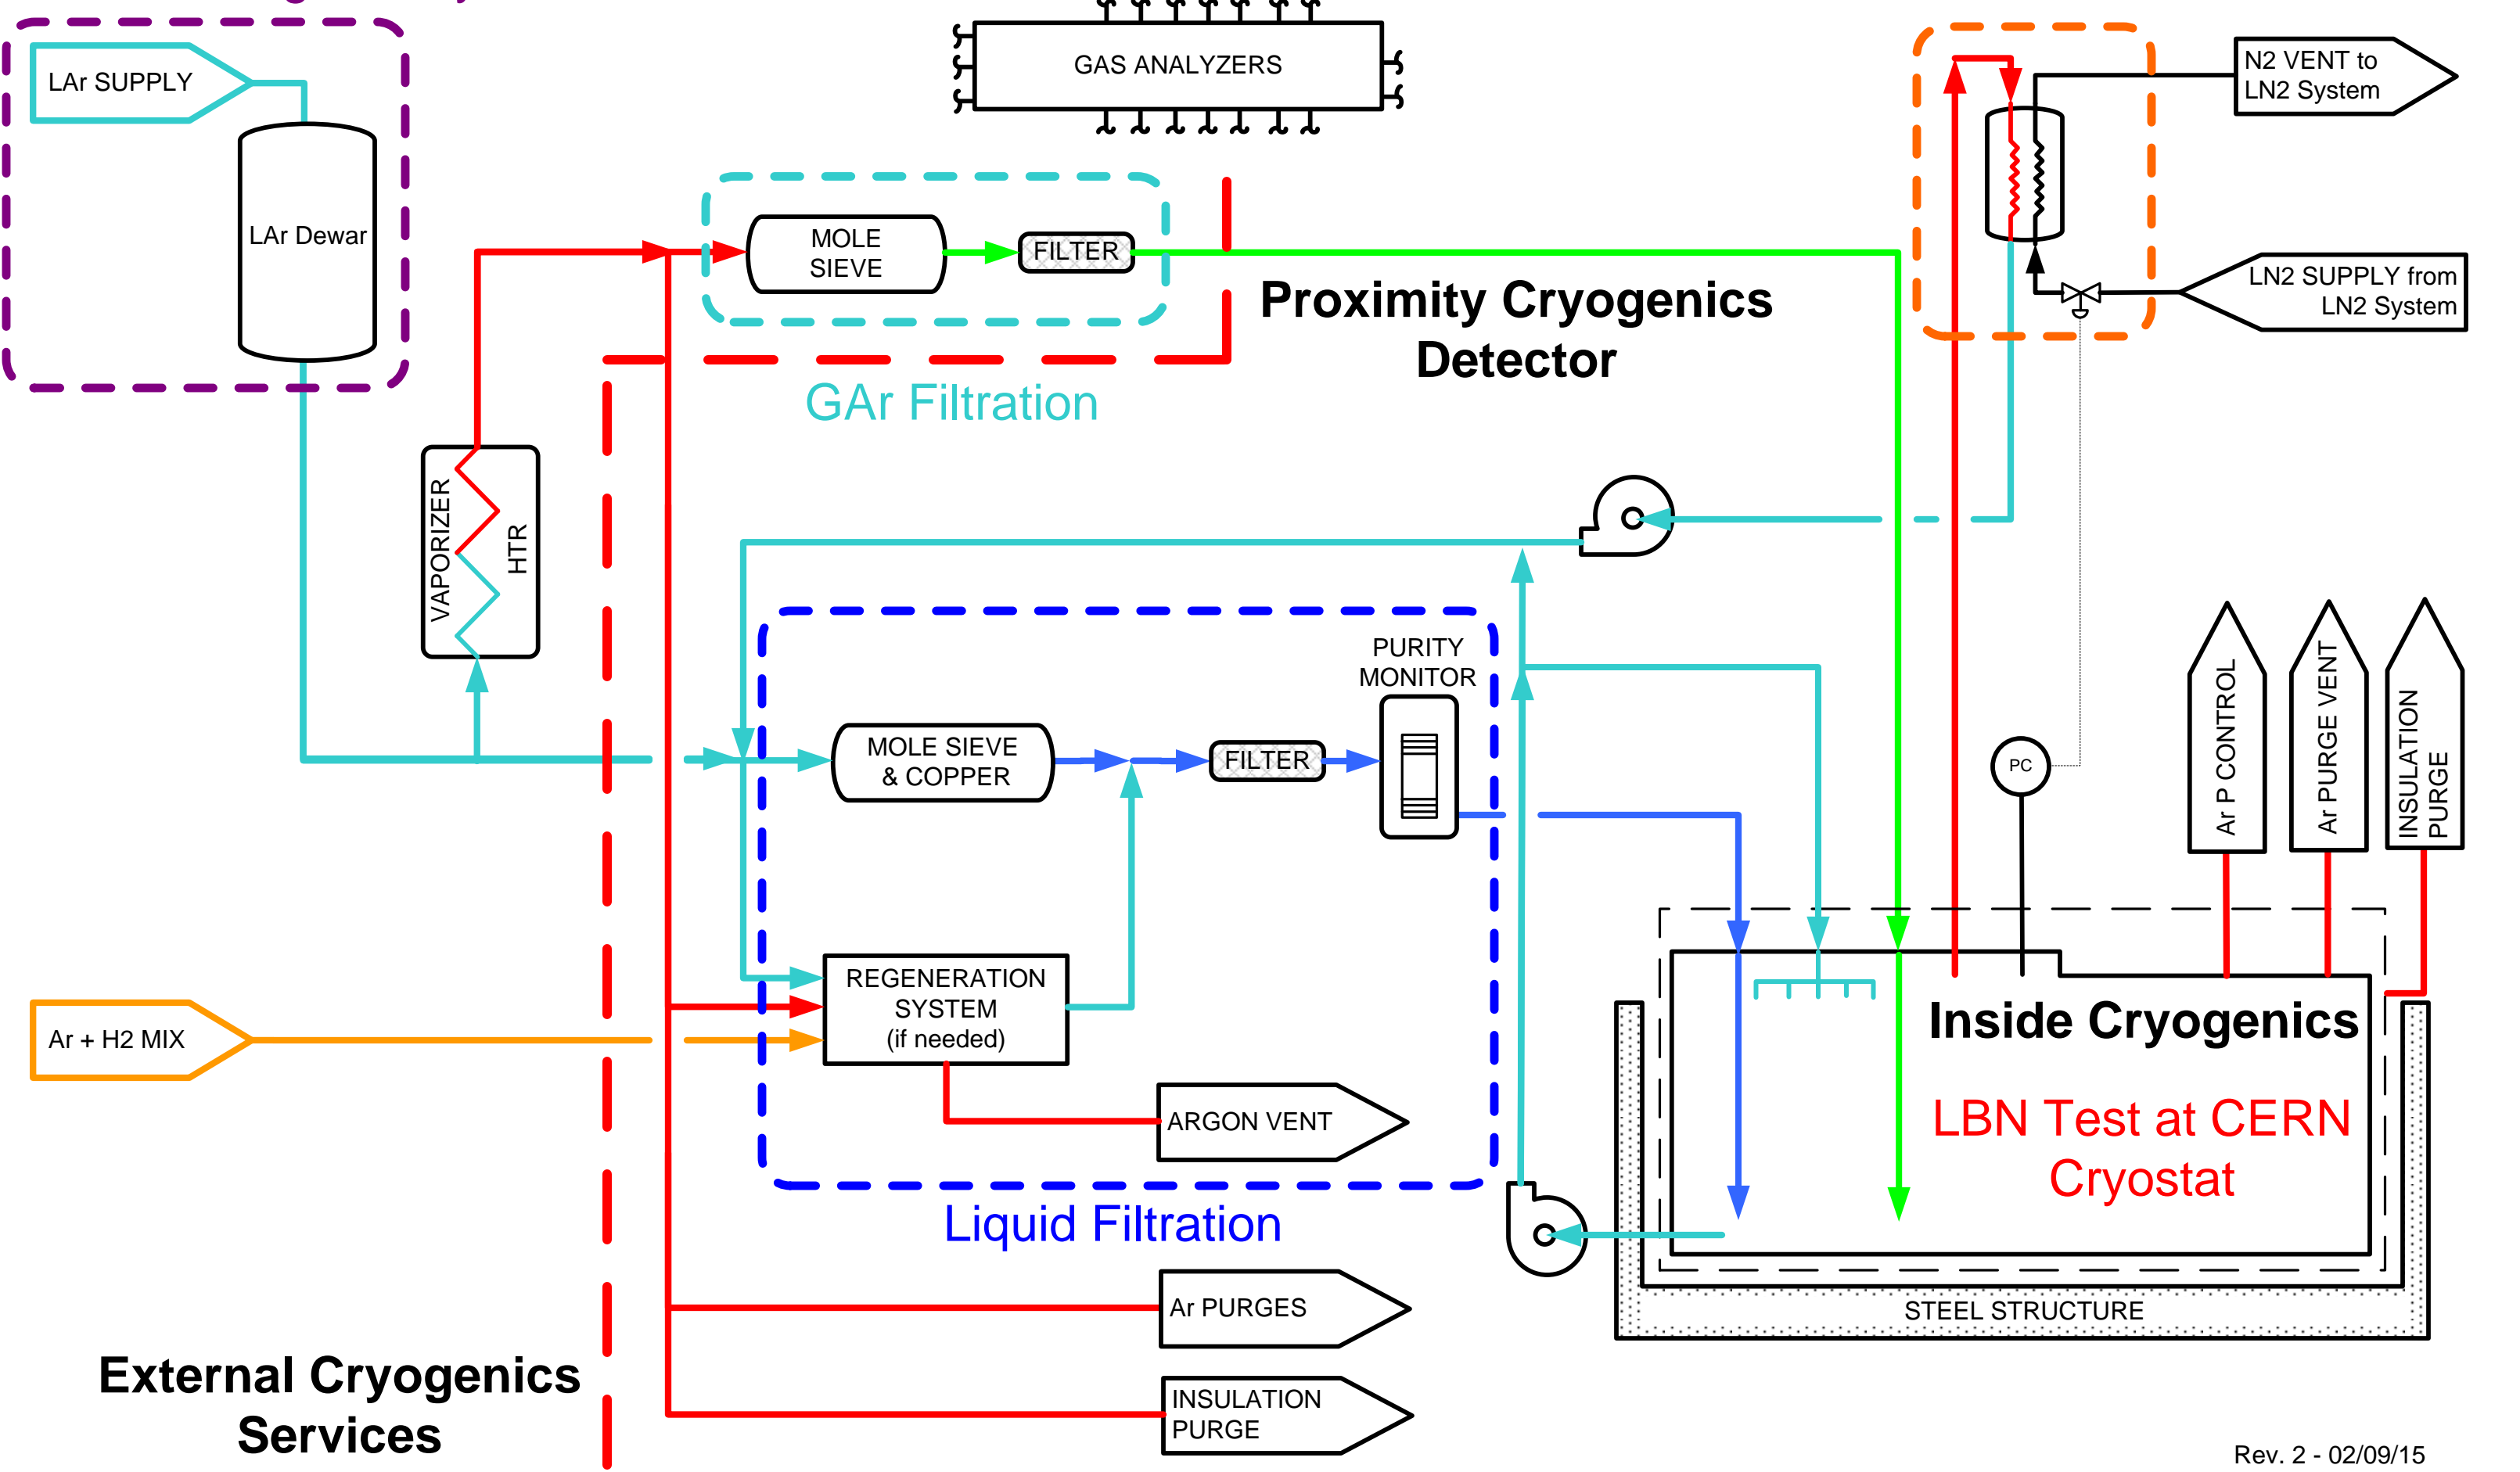 GAS ANALYZERS
LAr SUPPLY
N2 VENT to
LN2 System
LAr Dewar
MOLE
SIEVE
FILTER
LN2 SUPPLY from
LN2 System
Proximity Cryogenics
Detector
GAr Filtration
VAPORIZER
HTR
PURITY
MONITOR
MOLE SIEVE
& COPPER
FILTER
PC
Ar P CONTROL
Ar PURGE VENT
INSULATION
PURGE
REGENERATION
SYSTEM
(if needed)
Ar + H2 MIX
Inside Cryogenics
LBN Test at CERN
Cryostat
ARGON VENT
Liquid Filtration
Ar PURGES
STEEL STRUCTURE
External Cryogenics
Services
INSULATION
PURGE
Rev. 2 - 02/09/15